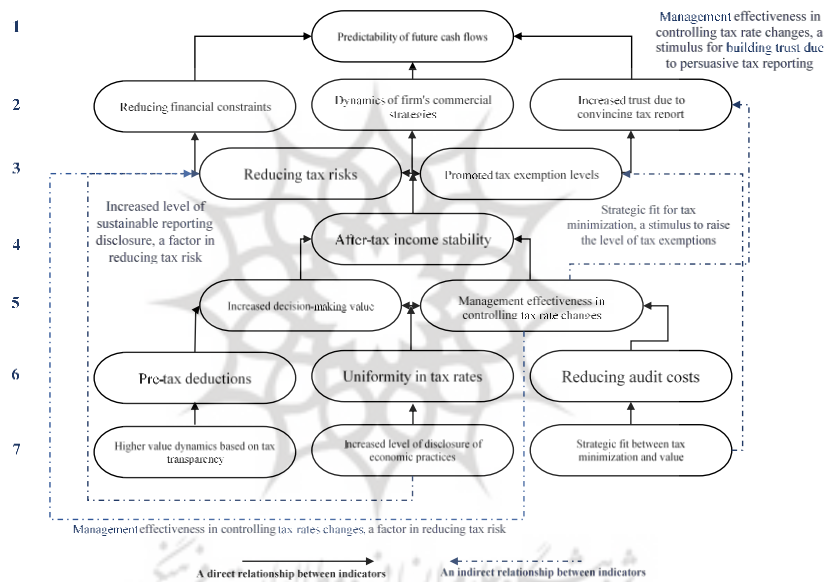 1
Predictability of future cash flows
Management effectiveness in
controlling tax rate changes, a
stimulus for building trust due
to persuasive tax reporting
2
Reducing financial constraints
Dynamics of firm's commercial
strategies
Increased trust due to
convincing tax report
3
Reducing tax risks
Promoted tax exemption levels
Increased level of
sustainable reporting
disclosure, a factor in
reducing tax risk
Strategic fit for tax
minimization, a stimulus to raise
the level of tax exemptions
4
After-tax income stability
5
Increased decision-making value
Management effectiveness in
controlling tax rate changes
6
Pre-tax deductions
Uniformity in tax rates
Reducing audit costs
7
Higher value dynamics based on tax
transparency
Increased level of disclosure of
economic practices
Strategic fit between tax
minimization and value
Management effectiveness in controlling tax rates changes, a factor in reducing tax risk
A direct relationship between indicators
An indirect relationship between indicators